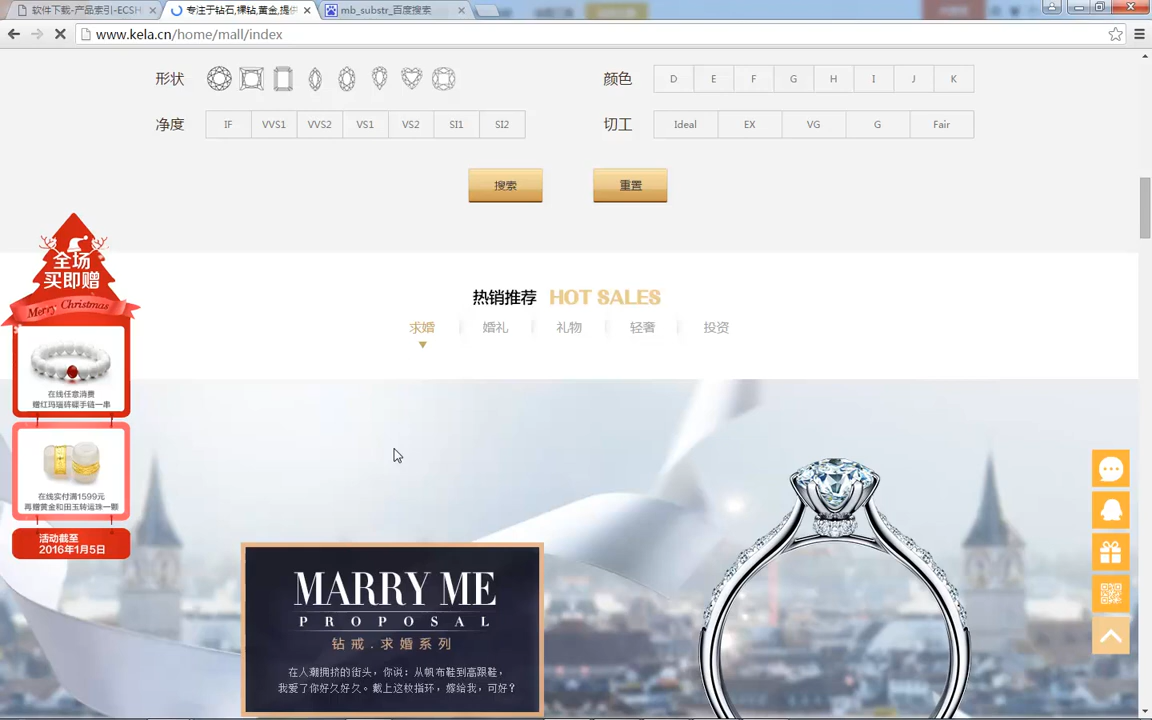 软件下载-产品索引-ECSH
专注于钻石,裸钻,黄金,提供
mb_substr_百度搜索
www.kela.cn/home/mall/index
形状
颜色 D E F G H I J K
净度 IF VVS1 VVS2 VS1 VS2 SI1 SI2
切工 Ideal EX VG G Fair
搜索 重置
全场
买即赠
Merry Christmas
在线任意消费
赠红玛瑙砗磲手链一串
在线实付满1599元
再赠黄金和田玉转运珠一颗
活动截至
2016年1月5日
热销推荐 HOT SALES
求婚 婚礼 礼物 轻奢 投资
MARRY ME
PROPOSAL
钻戒.求婚系列
在人潮拥挤的街头，你说：从帆布鞋到高跟鞋，
我爱了你好久好久。戴上这枚指环，嫁给我，可好？